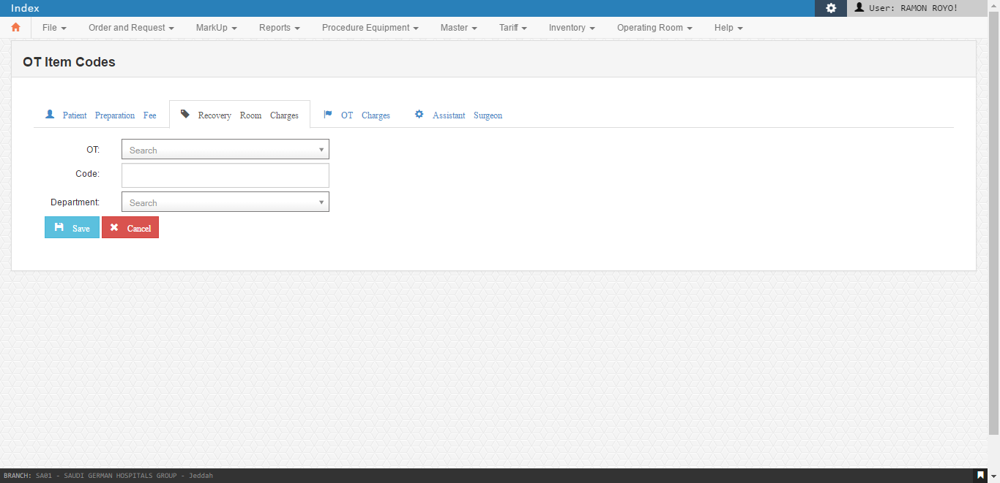 Index
User: RAMON ROYO!
File Order and Request MarkUp Reports Procedure Equipment Master Tariff Inventory Operating Room Help
OT Item Codes
Patient Preparation Fee Recovery Room Charges OT Charges Assistant Surgeon
OT: Search
Code:
Department: Search
Save Cancel
BRANCH: SA01 - SAUDI GERMAN HOSPITALS GROUP - Jeddah